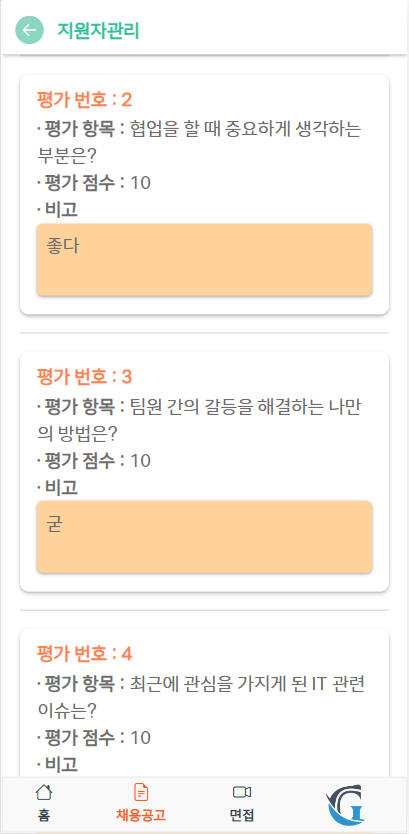 지원자관리
평가 번호 : 2
· 평가 항목 : 협업을 할 때 중요하게 생각하는
부분은?
· 평가 점수 : 10
· 비고
좋다
평가 번호 : 3
· 평가 항목 : 팀원 간의 갈등을 해결하는 나만
의 방법은?
· 평가 점수 : 10
· 비고
굳
평가 번호 : 4
· 평가 항목 : 최근에 관심을 가지게 된 IT 관련
이슈는?
· 평가 점수 : 10
· 비고
홈
채용공고
면접